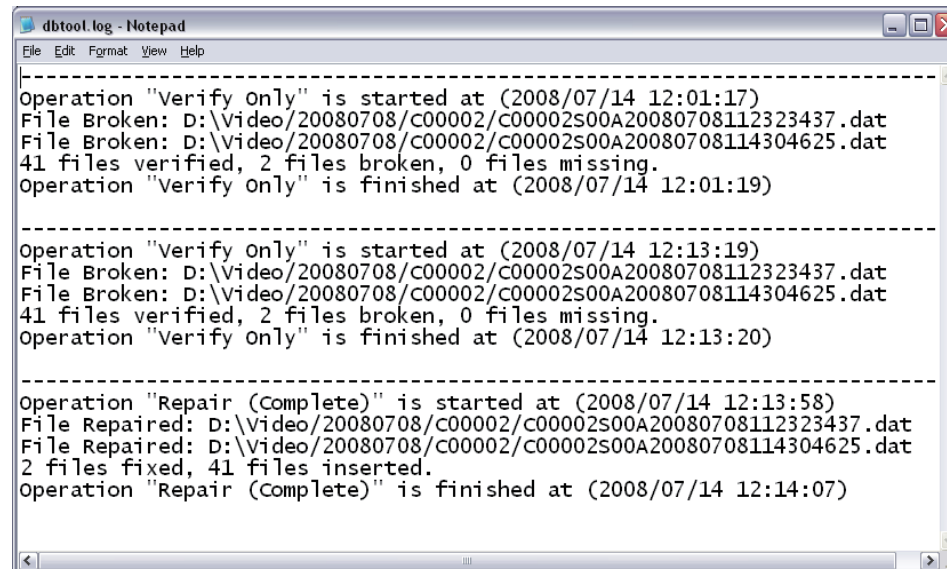 dbtool.log - Notepad
File Edit Format View Help
--------------------------------------------------------------------------
Operation "Verify Only" is started at (2008/07/14 12:01:17)
File Broken: D:\Video/20080708/C00002/C00002S00A20080708112323437.dat
File Broken: D:\Video/20080708/C00002/C00002S00A20080708114304625.dat
41 files verified, 2 files broken, 0 files missing.
Operation "Verify Only" is finished at (2008/07/14 12:01:19)
--------------------------------------------------------------------------
Operation "Verify Only" is started at (2008/07/14 12:13:19)
File Broken: D:\Video/20080708/C00002/C00002S00A20080708112323437.dat
File Broken: D:\Video/20080708/C00002/C00002S00A20080708114304625.dat
41 files verified, 2 files broken, 0 files missing.
Operation "Verify Only" is finished at (2008/07/14 12:13:20)
--------------------------------------------------------------------------
Operation "Repair (Complete)" is started at (2008/07/14 12:13:58)
File Repaired: D:\Video/20080708/C00002/C00002S00A20080708112323437.dat
File Repaired: D:\Video/20080708/C00002/C00002S00A20080708114304625.dat
2 files fixed, 41 files inserted.
Operation "Repair (Complete)" is finished at (2008/07/14 12:14:07)